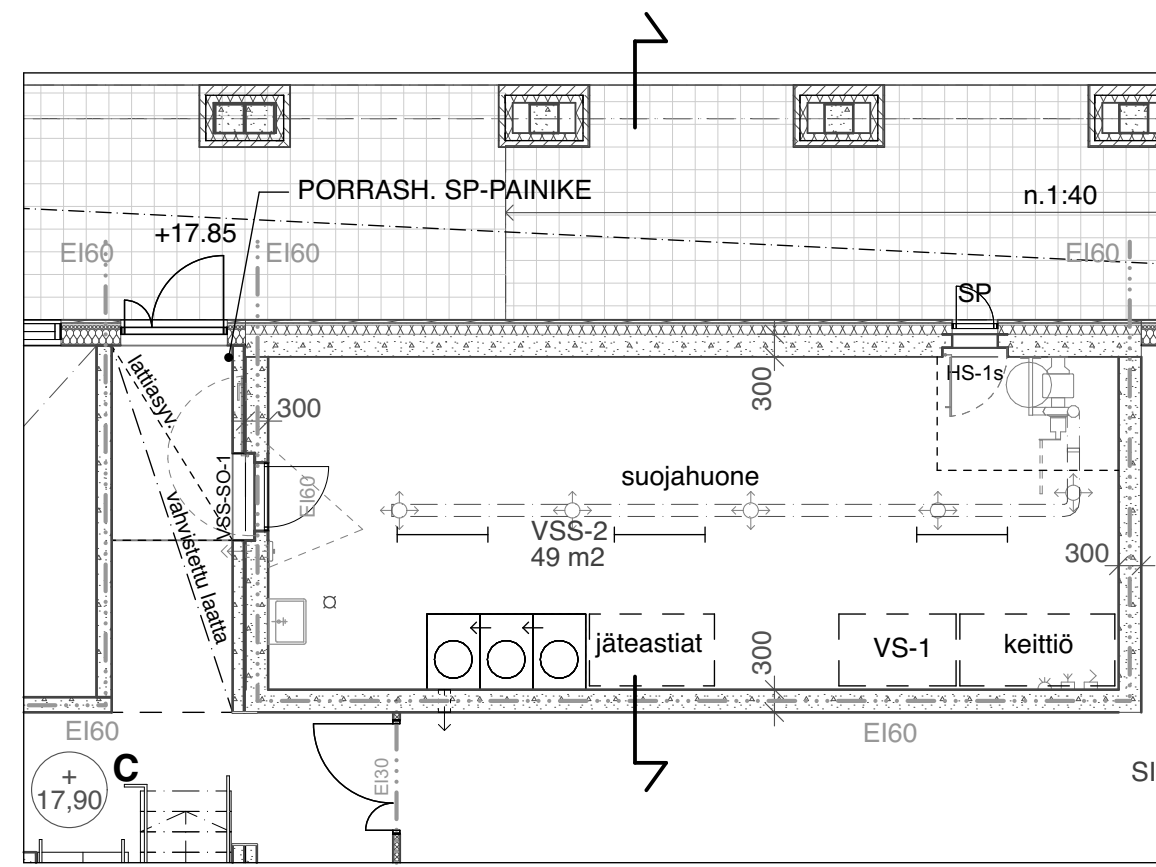 PORRASH. SP-PAINIKE
n.1:40
+17.85
EI60
EI60
EI60
SP
HS-1s
lattiasyv.
300
300
VSS-SO-1
EI60
suojahuone
VSS-2
49 m2
300
vahvistettu laatta
jäteastiat
300
VS-1
keittiö
EI60
EI60
+
17,90
C
EI30
SI